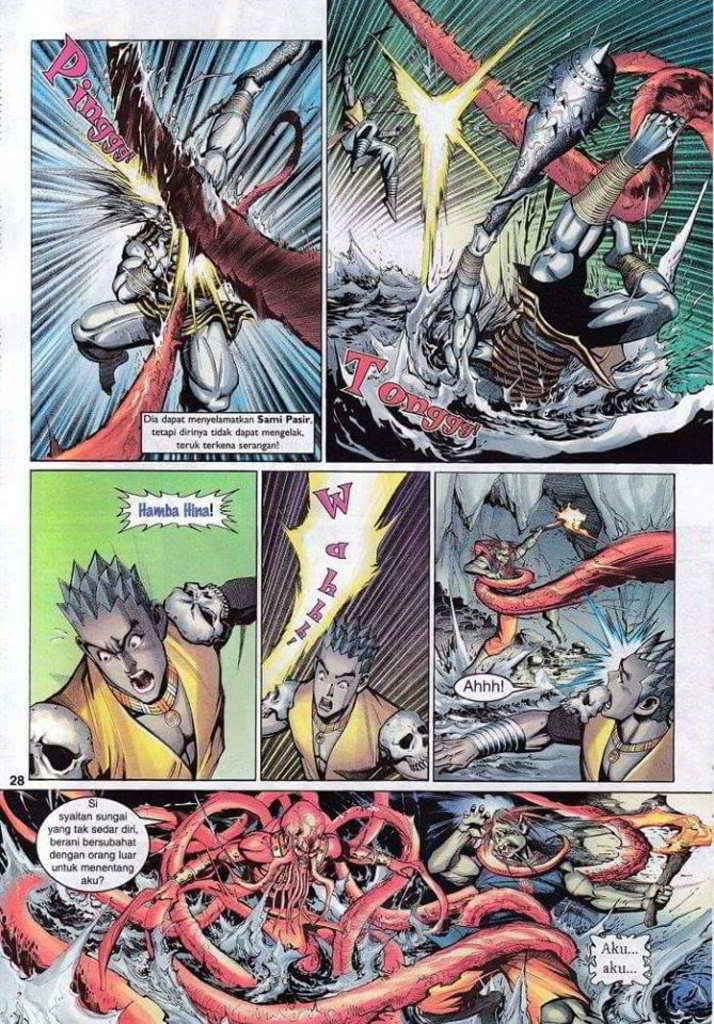 Pinggg!
Dia dapat menyelamatkan Sami Pasir,
tetapi dirinya tidak dapat mengelak,
teruk terkena serangan!
Tonggg!
Hamba Hina!
Wahhh!
Ahhh!
28
Si
syaitan sungai
yang tak sedar diri,
berani bersubahat
dengan orang luar
untuk menentang
aku?
Aku...
aku...